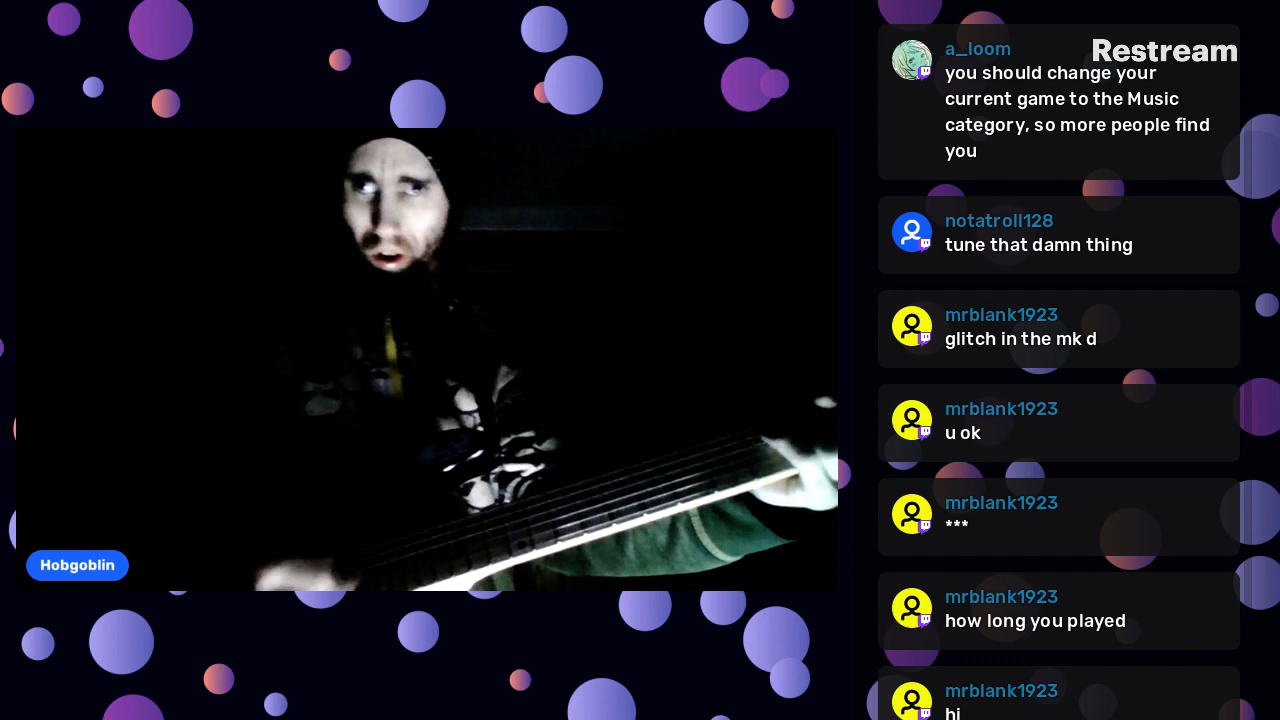 Restream
a_loom
you should change your
current game to the Music
category, so more people find
you
notatroll128
tune that damn thing
mrblank1923
glitch in the mk d
mrblank1923
u ok
mrblank1923
***
mrblank1923
how long you played
mrblank1923
hi
Hobgoblin